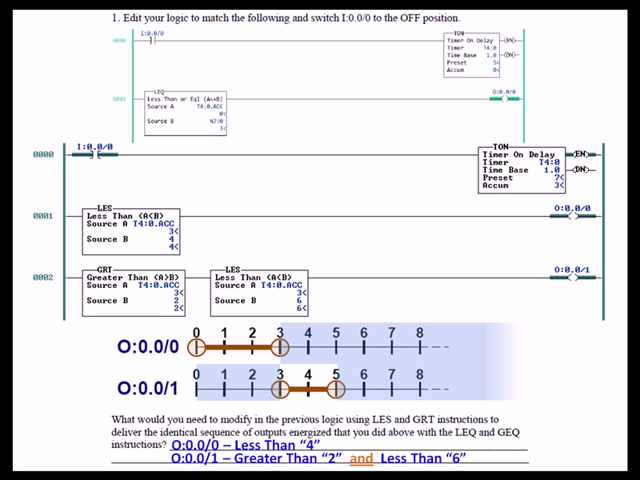 1. Edit your logic to match the following and switch I:0.0/0 to the OFF position.
I:0.0/0
0000
TON
Timer On Delay
Timer T4:0
Time Base 1.0
Preset 5<
Accum 0<
EN
DN
0001
LEQ
Less Than or Eql (A<=B)
Source A T4:0.ACC
0<
Source B N7:0
3<
O:0.0/0
I:0.0/0
0000
TON
Timer On Delay
Timer T4:0
Time Base 1.0
Preset 7<
Accum 3<
EN
DN
0001
LES
Less Than (A<B)
Source A T4:0.ACC
3<
Source B 4
4<
O:0.0/0
0002
GRT
Greater Than (A>B)
Source A T4:0.ACC
3<
Source B 2
2<
LES
Less Than (A<B)
Source A T4:0.ACC
3<
Source B 6
6<
O:0.0/1
0 1 2 3 4 5 6 7 8
O:0.0/0
0 1 2 3 4 5 6 7 8
O:0.0/1
What would you need to modify in the previous logic using LES and GRT instructions to
deliver the identical sequence of outputs energized that you did above with the LEQ and GEQ
instructions? O:0.0/0 – Less Than “4”
O:0.0/1 – Greater Than “2” and Less Than “6”